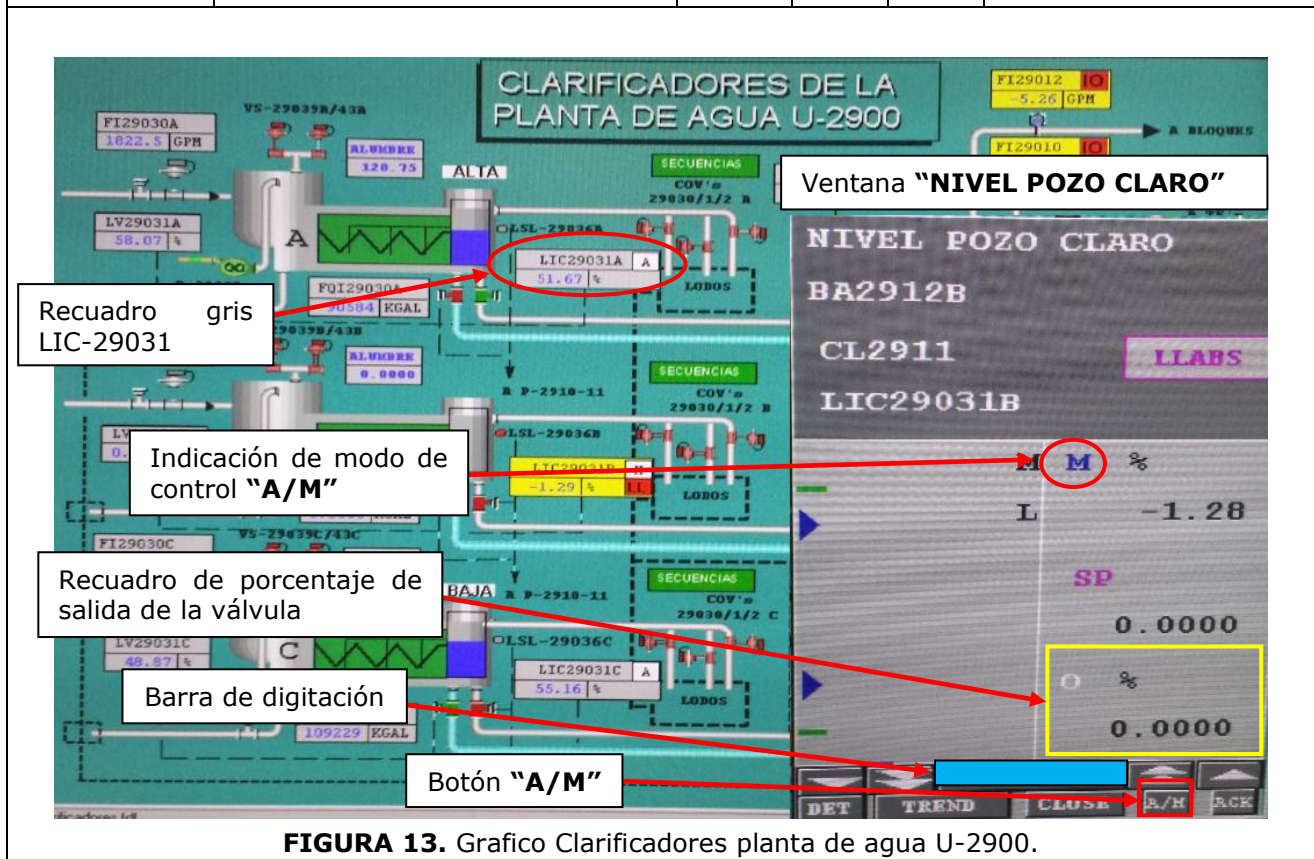 CLARIFICADORES DE LA
PLANTA DE AGUA U-2900
FI29012 IO
-5.26 GPM
FI29010 IO
A BLOQUES
VS-29039A/43A
FI29030A
1822.5 GPM
ALUMBRE
120.75
ALTA
SECUENCIAS
COV's
29030/1/2 A
Ventana “NIVEL POZO CLARO”
LV29031A
58.07 %
A
LSL-29036A
LIC29031A A
51.67 %
LODOS
FQI29030A
90584 KGAL
Recuadro gris
LIC-29031
29039B/43B
ALUMBRE
0.0000
A P-2910-11
SECUENCIAS
COV's
29030/1/2 B
LSL-29036B
LIC29031B M
-1.29 % LL
LODOS
Indicación de modo de
control “A/M”
VS-29039C/43C
FI29030C
Recuadro de porcentaje de
salida de la válvula
BAJA
A P-2910-11
SECUENCIAS
COV's
29030/1/2 C
LV29031C
48.87 %
C
LSL-29036C
LIC29031C A
55.16 %
LODOS
Barra de digitación
109229 KGAL
Botón “A/M”
NIVEL POZO CLARO
BA2912B
CL2911
LLABS
LIC29031B
M M %
L -1.28
SP
0.0000
O %
0.0000
DET TREND CLOSE A/M ACK
FIGURA 13. Grafico Clarificadores planta de agua U-2900.